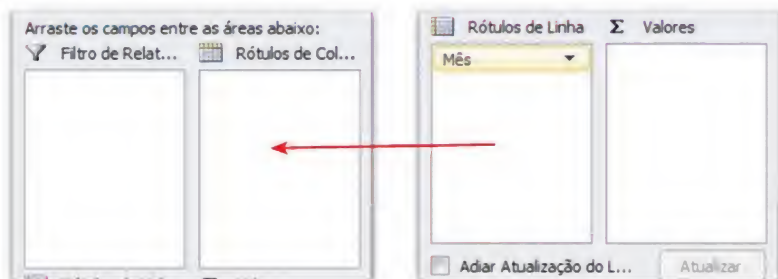 Arraste os campos entre as áreas abaixo:
Filtro de Relat... Rótulos de Col...
Rótulos de Linha Σ Valores
Mês
Adiar Atualização do L... Atualizar